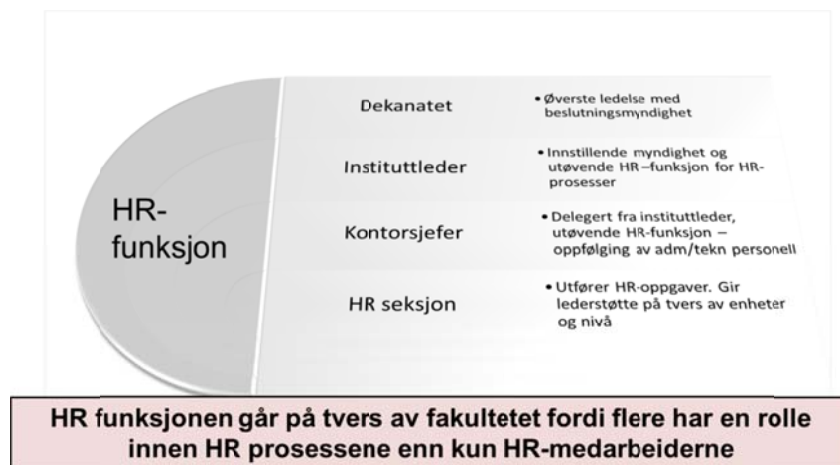 HR-
funksjon
Dekanatet
• Øverste ledelse med
beslutningsmyndighet
Instituttleder
• Innstillende myndighet og
utøvende HR–funksjon for HR-
prosesser
Kontorsjefer
• Delegert fra instituttleder,
utøvende HR-funksjon –
oppfølging av adm/tekn personell
HR seksjon
• Utfører HR-oppgaver. Gir
lederstøtte på tvers av enheter
og nivå
HR funksjonen går på tvers av fakultetet fordi flere har en rolle
innen HR prosessene enn kun HR-medarbeiderne